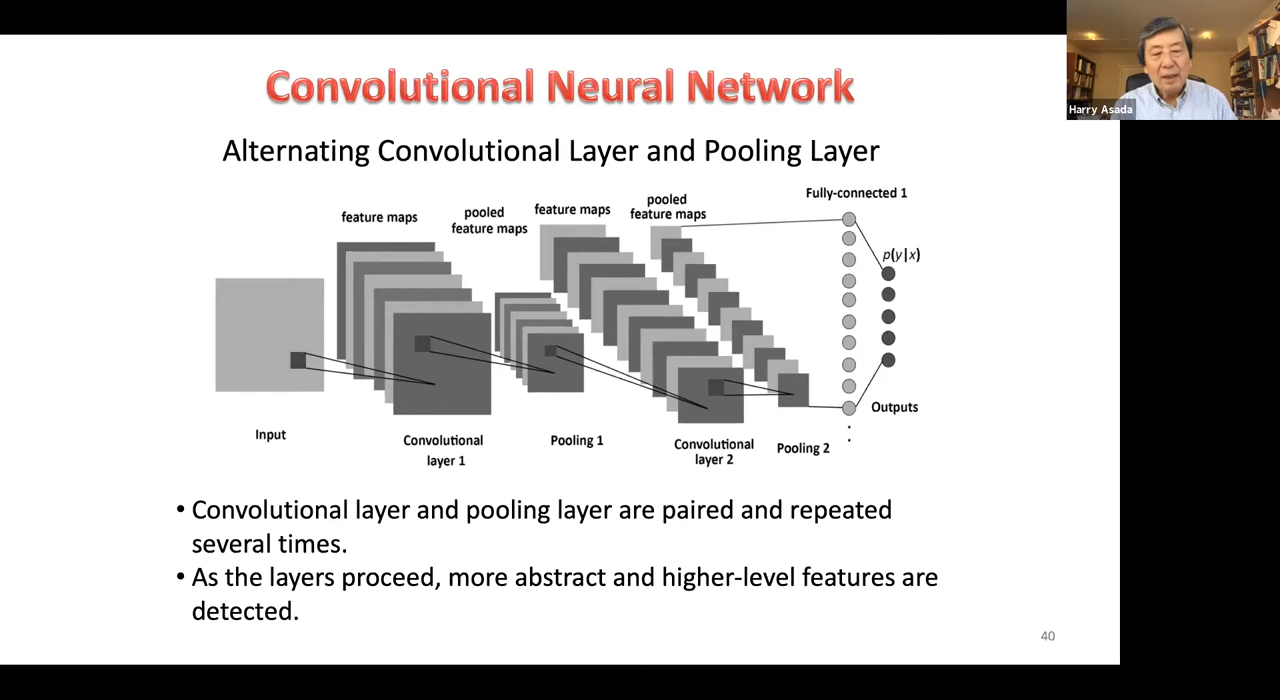 Harry Asada
Convolutional Neural Network
Alternating Convolutional Layer and Pooling Layer
Fully-connected 1
feature maps
pooled
feature maps
feature maps
pooled
feature maps
p(y|x)
Input
Convolutional
layer 1
Pooling 1
Convolutional
layer 2
Pooling 2
Outputs
• Convolutional layer and pooling layer are paired and repeated
several times.
• As the layers proceed, more abstract and higher-level features are
detected.
40